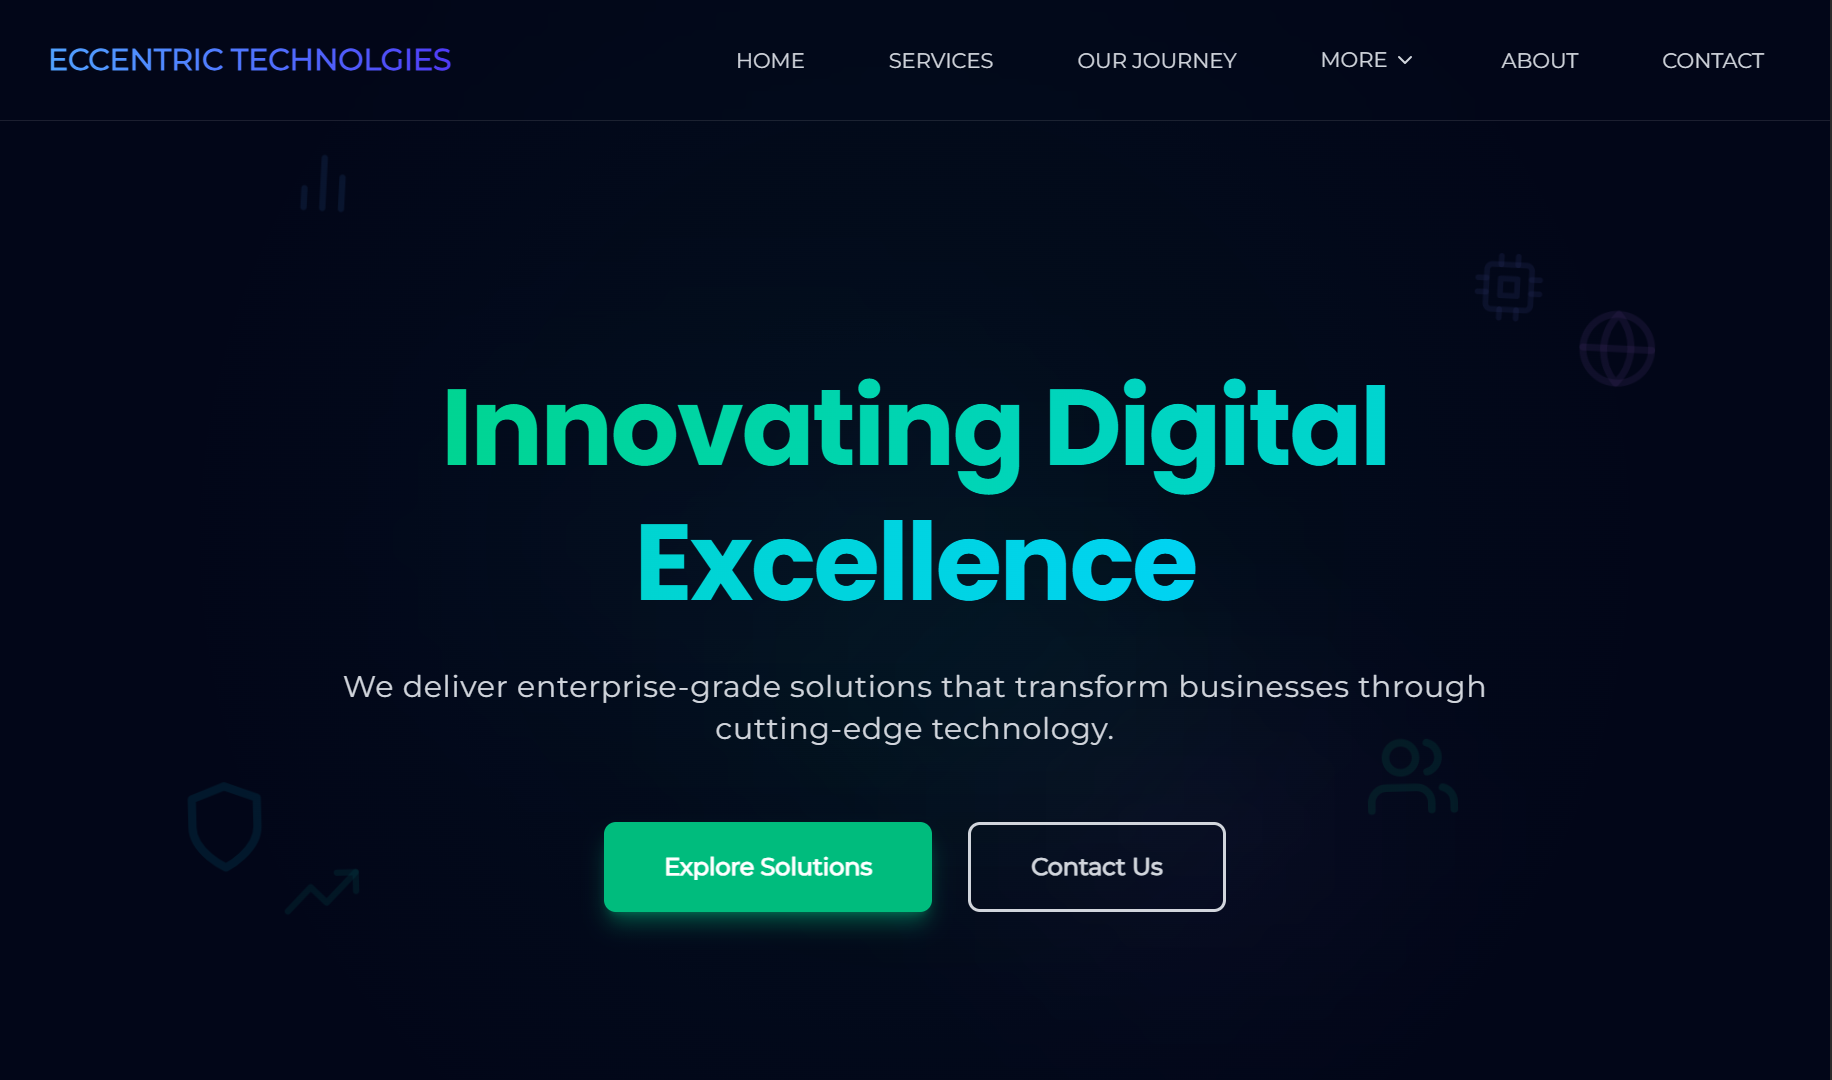 ECCENTRIC TECHNOLGIES
HOME
SERVICES
OUR JOURNEY
MORE
ABOUT
CONTACT
Innovating Digital
Excellence
We deliver enterprise-grade solutions that transform businesses through
cutting-edge technology.
Explore Solutions
Contact Us